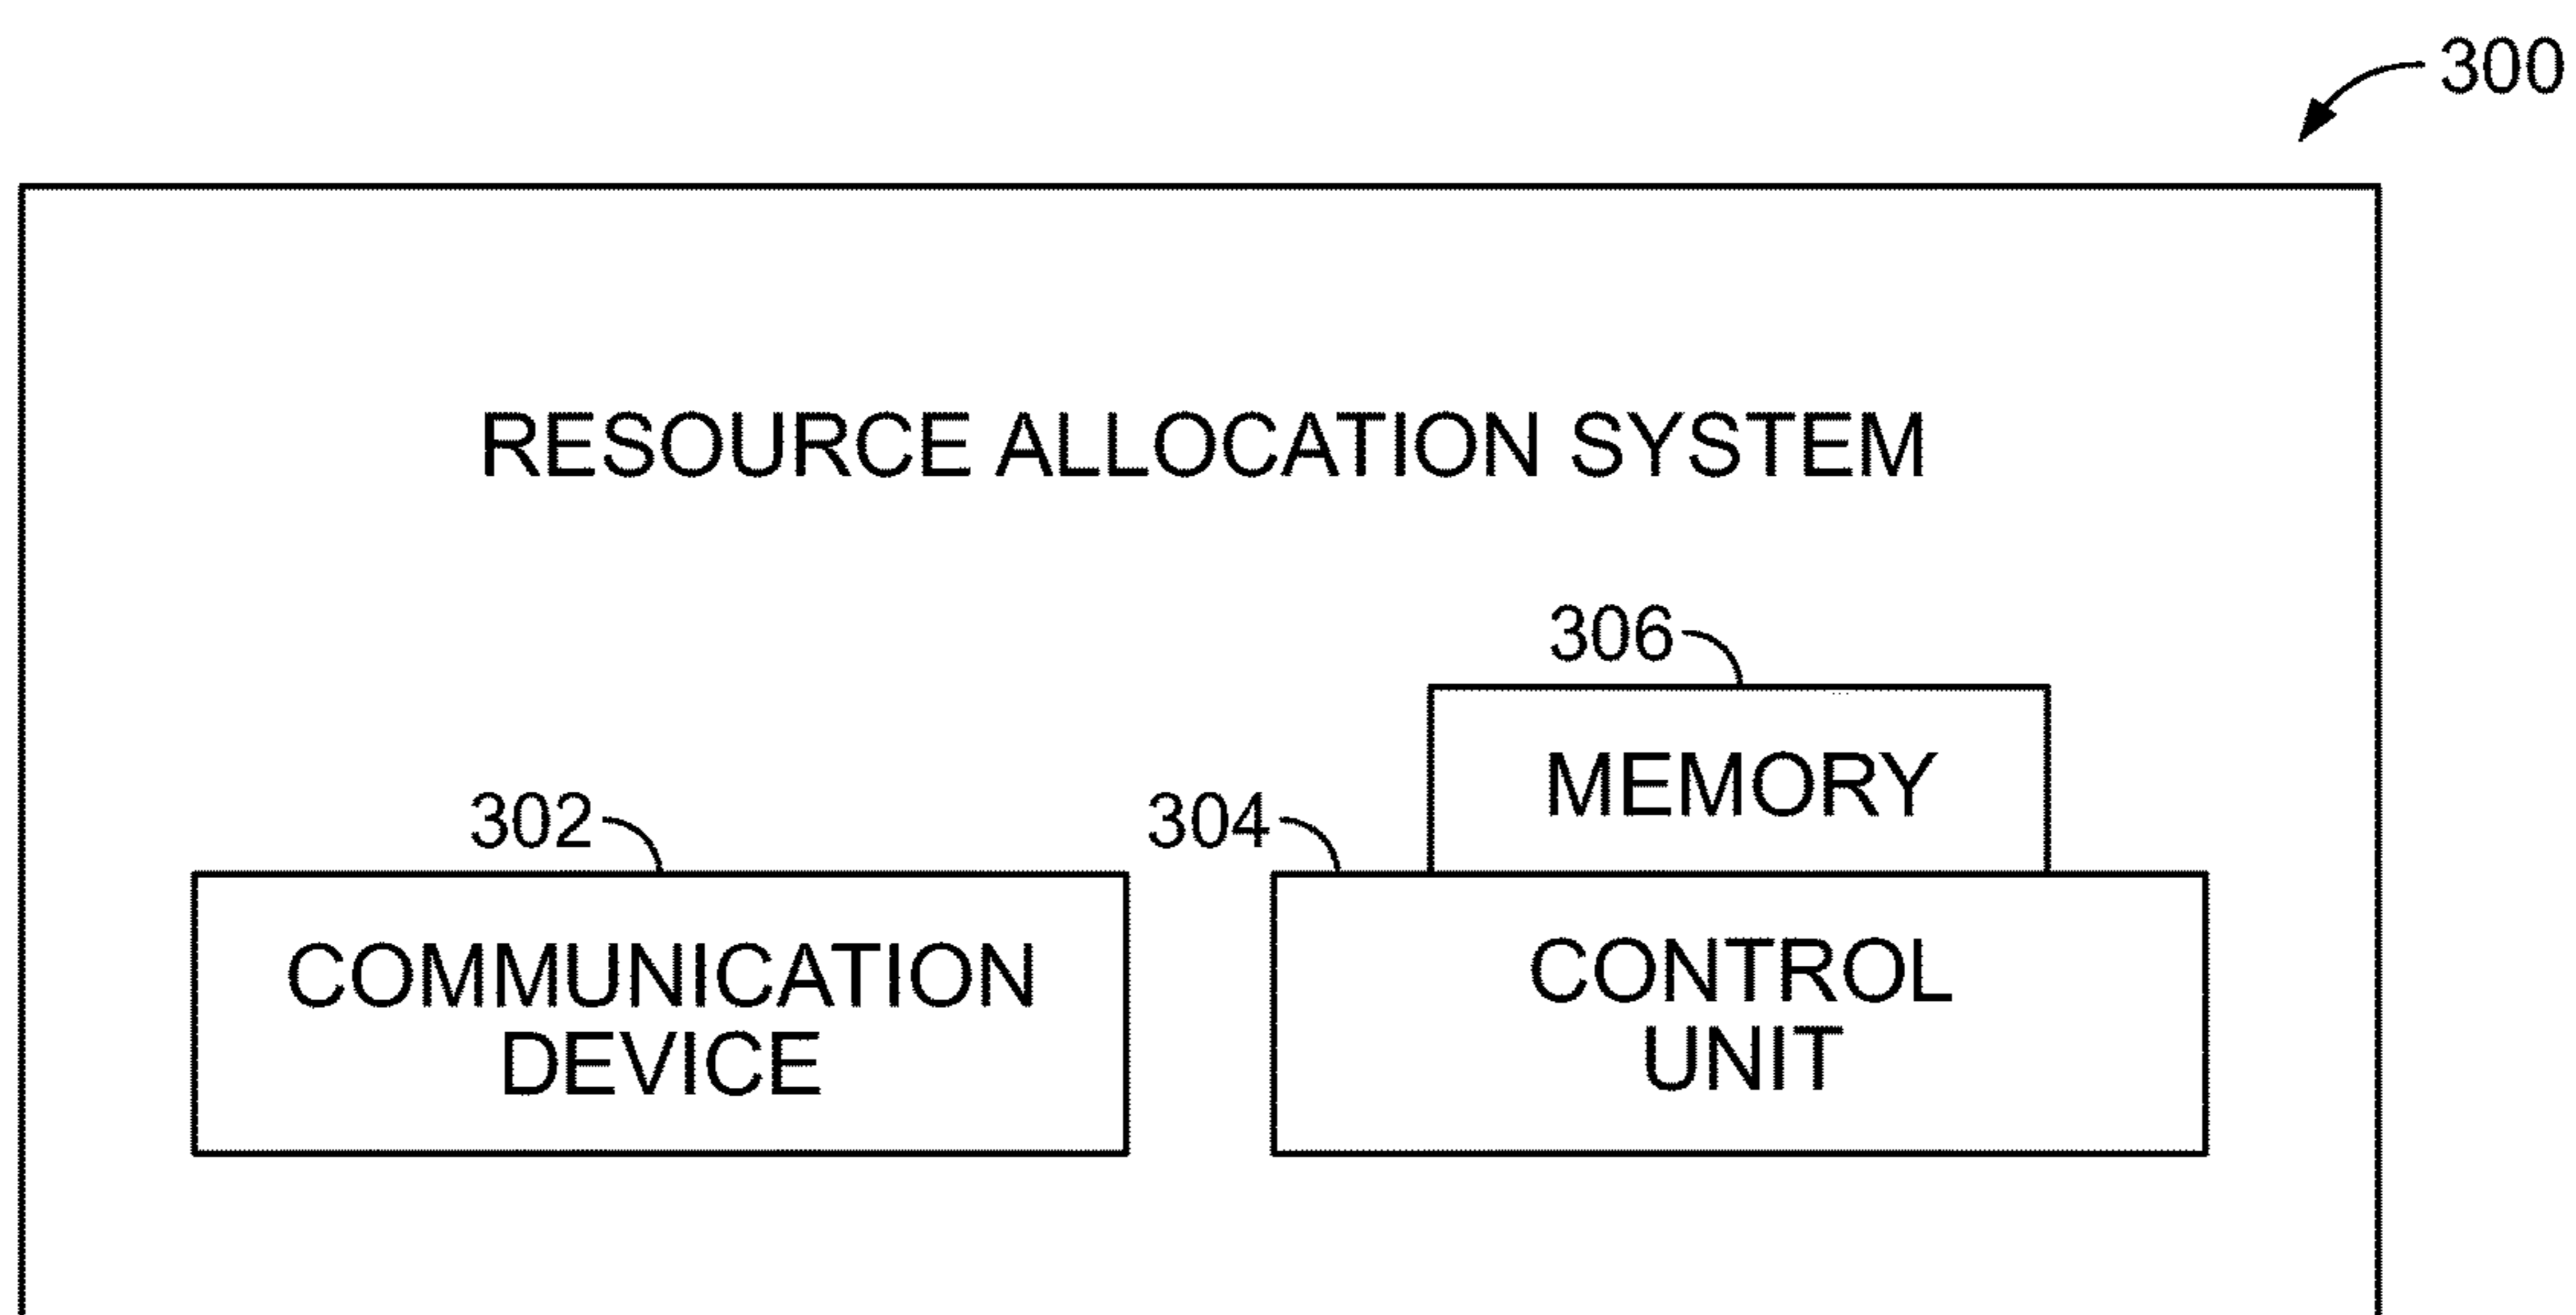 300
RESOURCE ALLOCATION SYSTEM
306
MEMORY
302
304
COMMUNICATION
DEVICE
CONTROL
UNIT